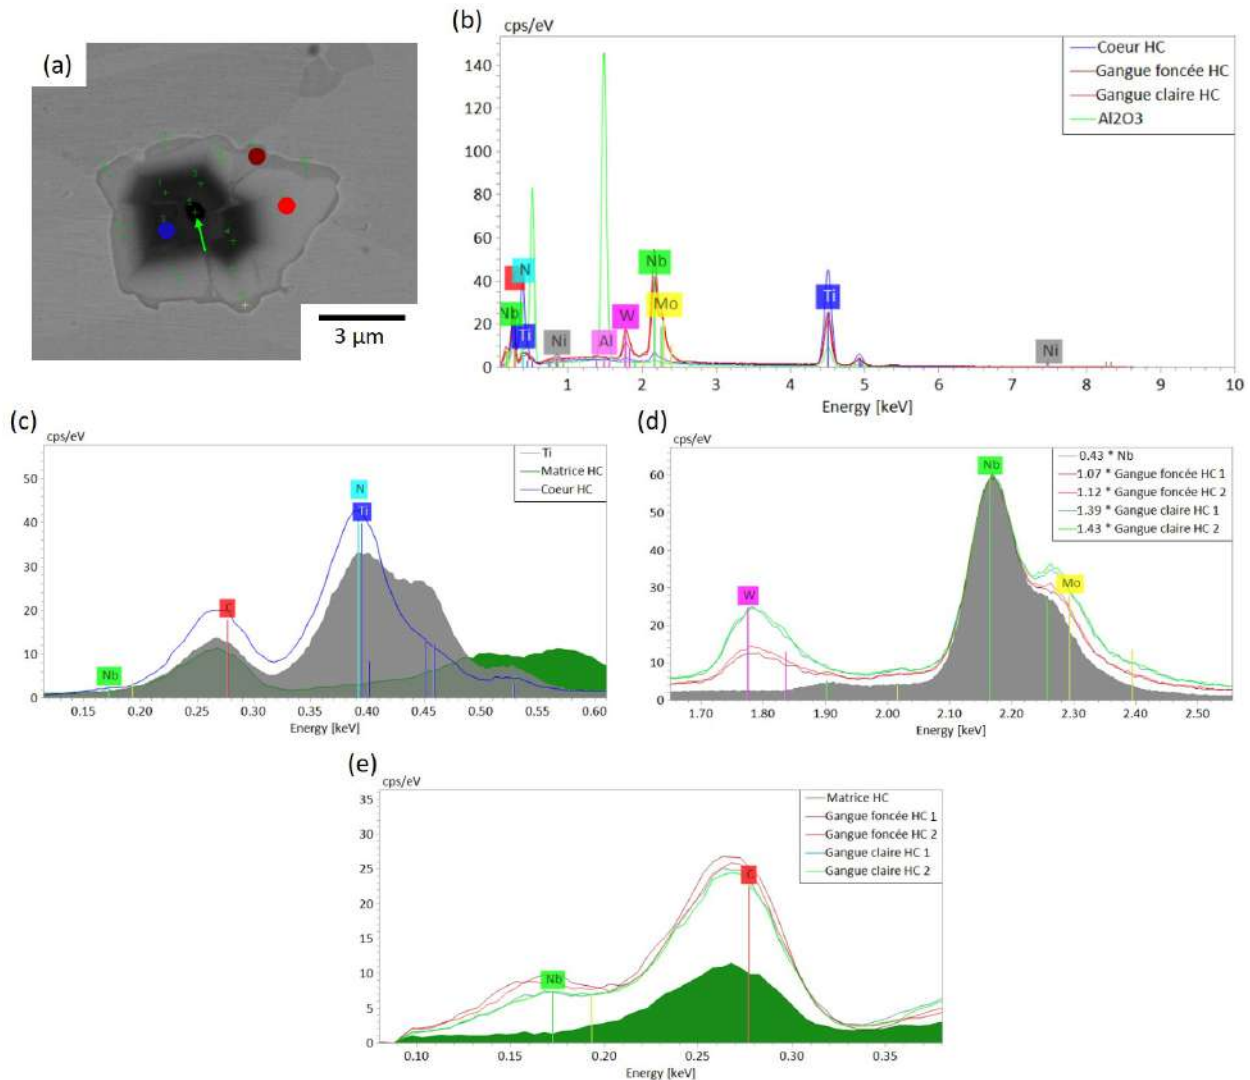 (a)
3 µm
(b)
cps/eV
140
120
100
80
60
40
20
0
Coeur HC
Gangue foncée HC
Gangue claire HC
Al2O3
N
Nb
Ti
Ni
Al
W
Nb
Mo
Ti
Ni
1 2 3 4 5 6 7 8 9 10
Energy [keV]
(c)
cps/eV
50
40
30
20
10
0
Ti
Matrice HC
Coeur HC
Nb
C
N
Ti
0.15 0.20 0.25 0.30 0.35 0.40 0.45 0.50 0.55 0.60
Energy [keV]
(d)
cps/eV
60
50
40
30
20
10
0
0.43 * Nb
1.07 * Gangue foncée HC 1
1.12 * Gangue foncée HC 2
1.39 * Gangue claire HC 1
1.43 * Gangue claire HC 2
W
Nb
Mo
1.70 1.80 1.90 2.00 2.10 2.20 2.30 2.40 2.50
Energy [keV]
(e)
cps/eV
35
30
25
20
15
10
5
0
Matrice HC
Gangue foncée HC 1
Gangue foncée HC 2
Gangue claire HC 1
Gangue claire HC 2
Nb
C
0.10 0.15 0.20 0.25 0.30 0.35
Energy [keV]